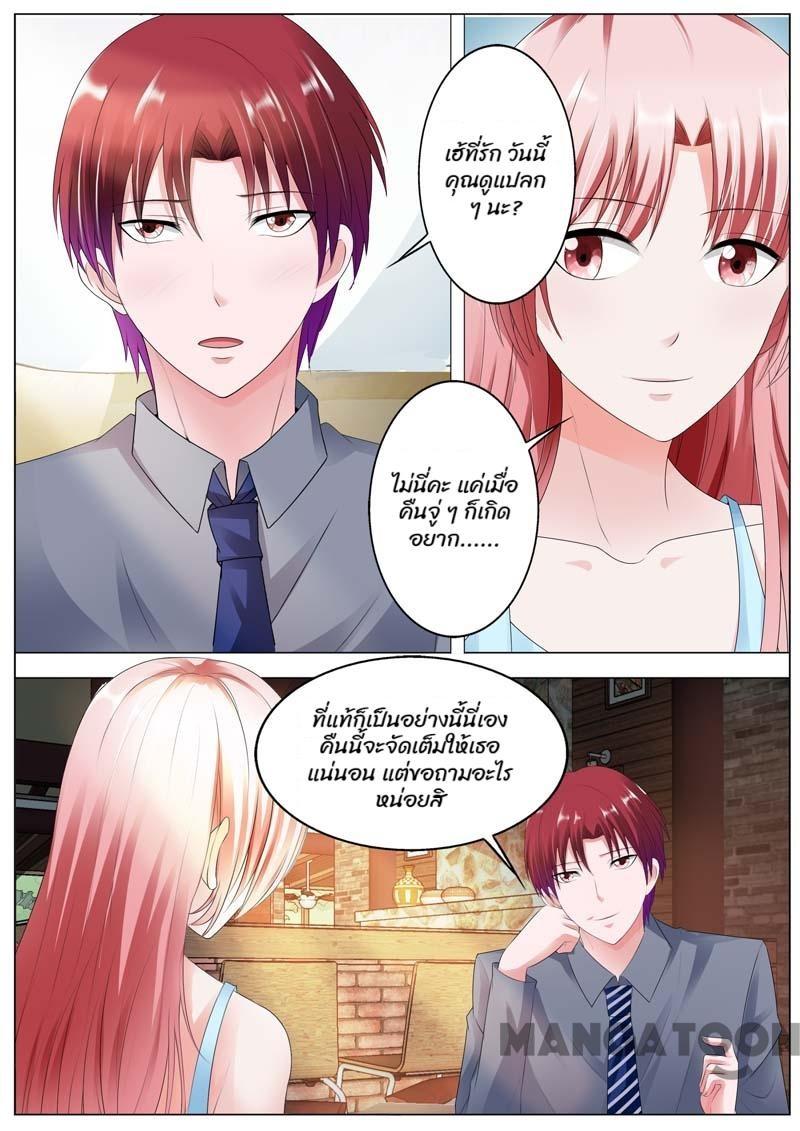 เฮ้ที่รัก วันนี้
คุณดูแปลก
ๆ นะ?
ไม่นี่คะ แค่เมื่อ
คืนจู่ ๆ ก็เกิด
อยาก......
ที่แท้ก็เป็นอย่างนี้นี่เอง
คืนนี้จะจัดเต็มให้เธอ
แน่นอน แต่ขอถามอะไร
หน่อยสิ
MANGATOON